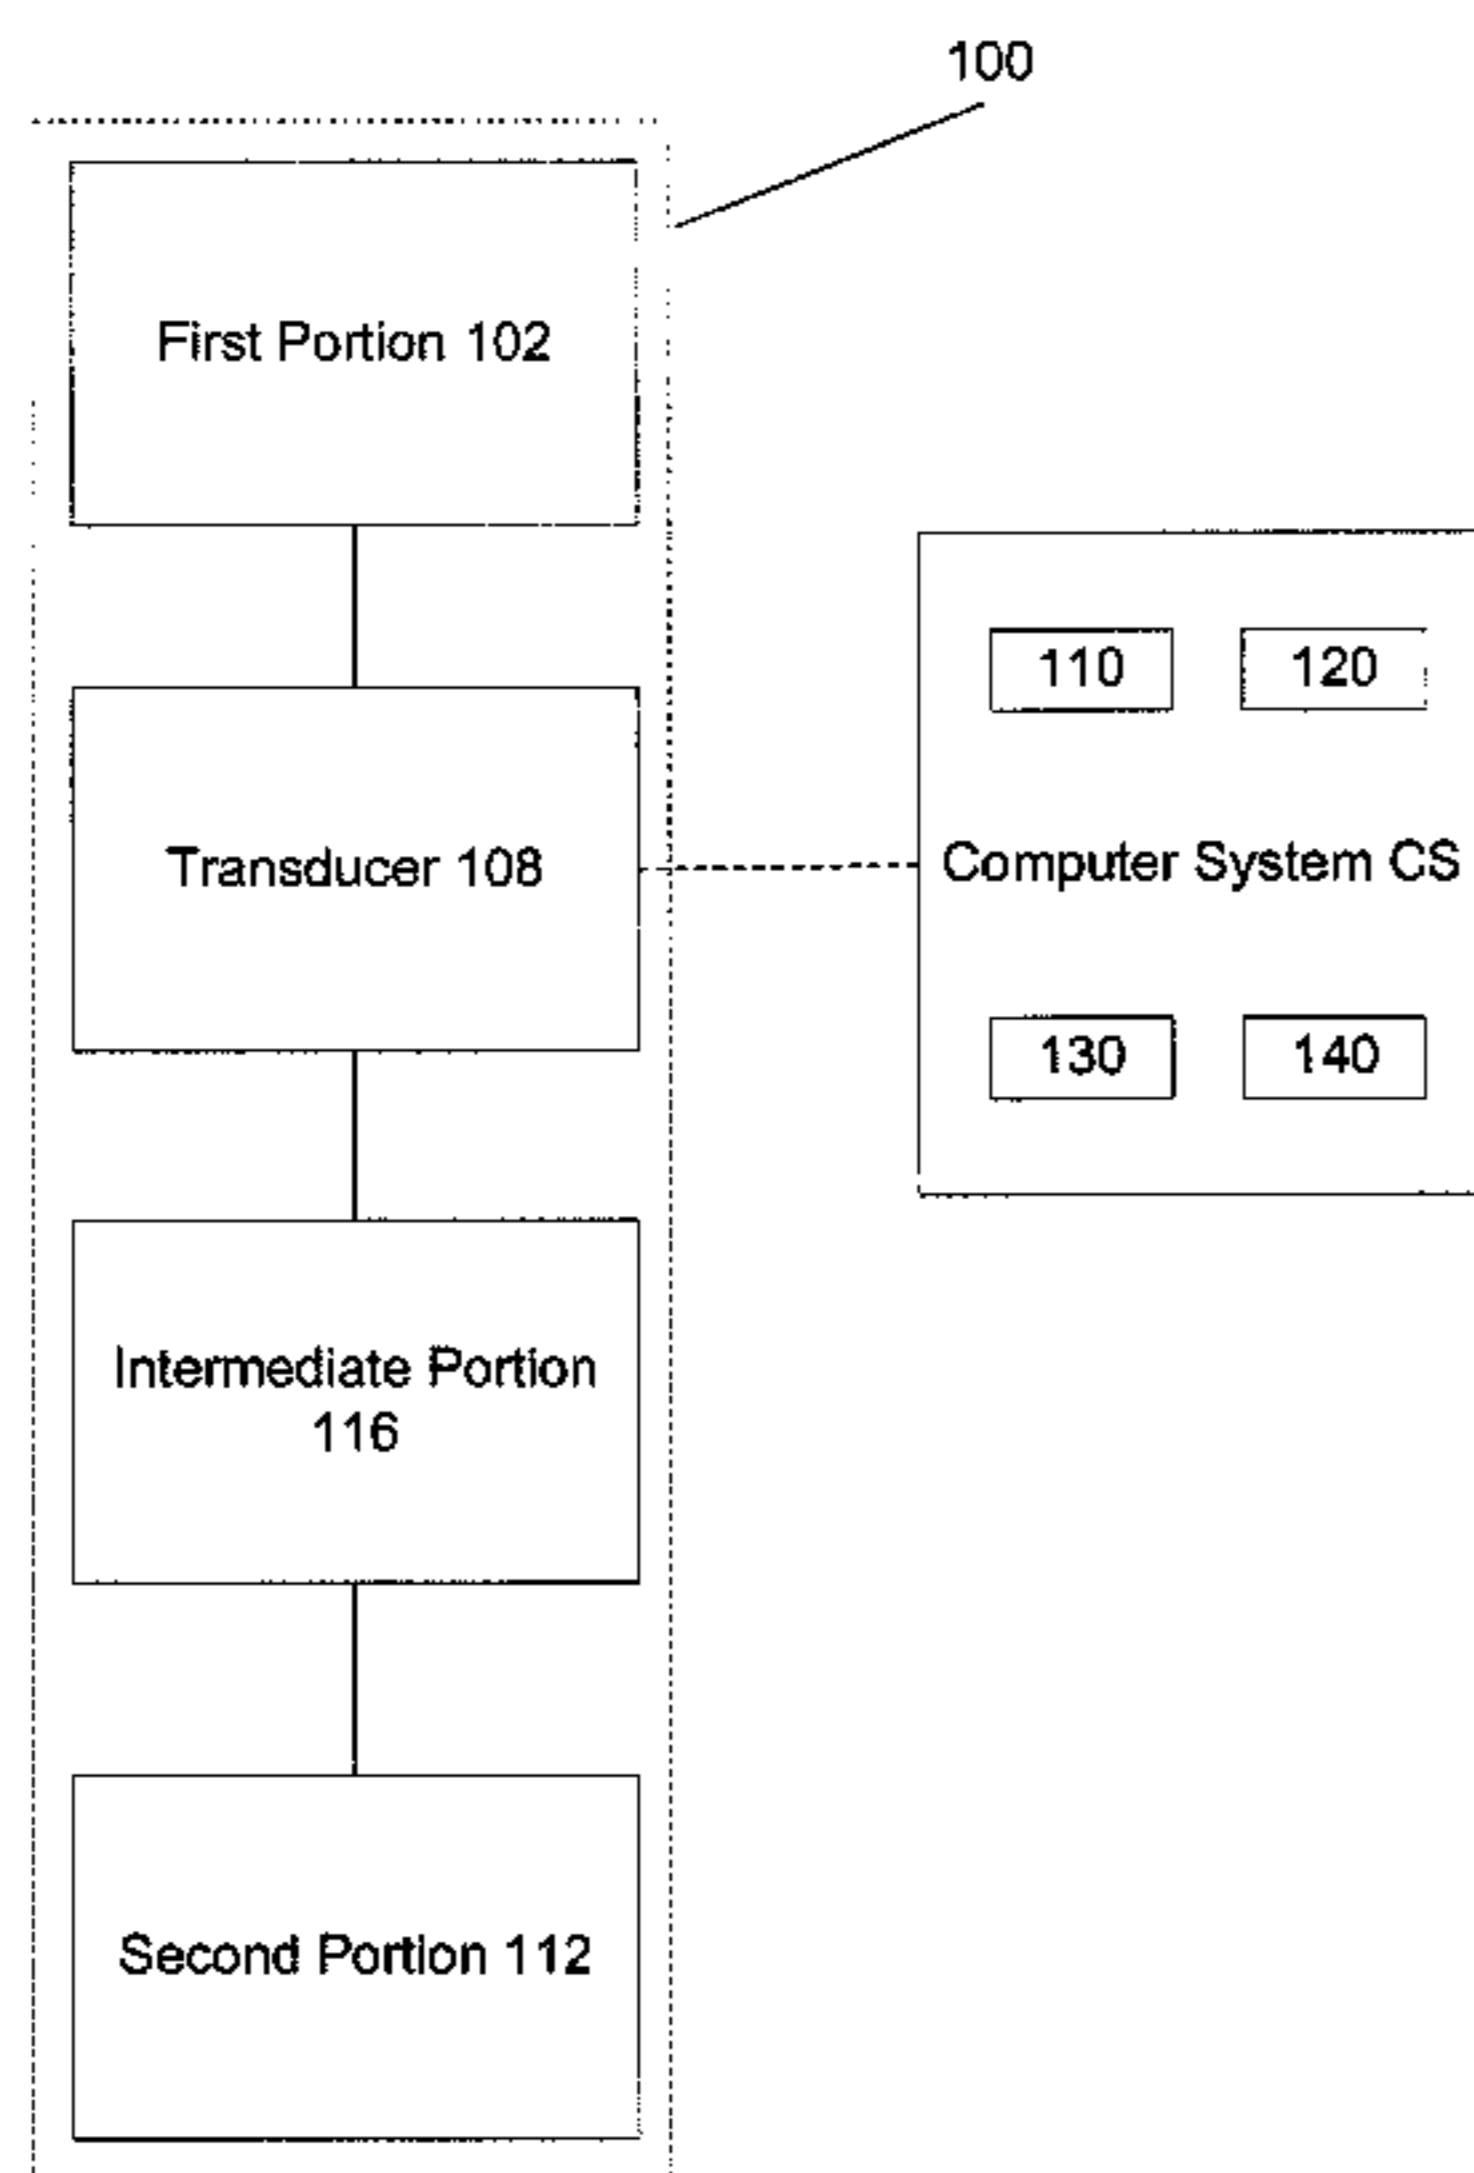 100
First Portion 102
110
120
Transducer 108
Computer System CS
130
140
Intermediate Portion
116
Second Portion 112